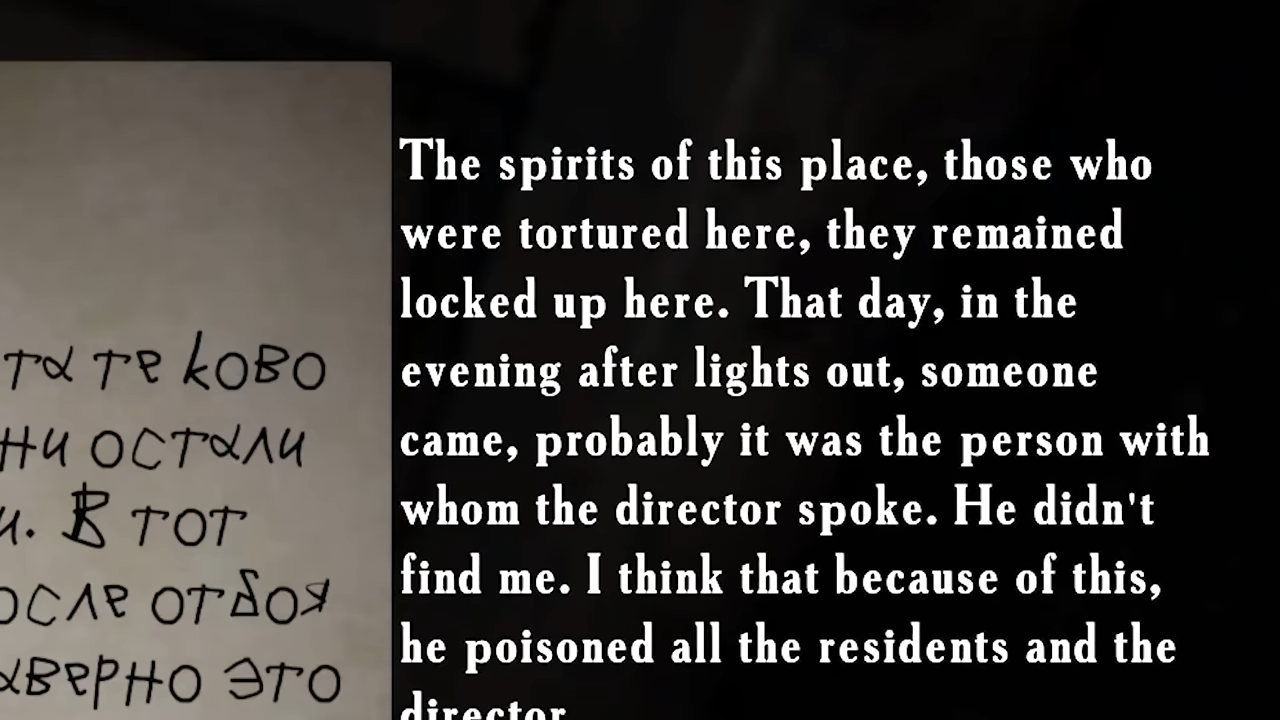 та те kово
ни остали
и. В тот
осле отбоя
аверно это
The spirits of this place, those who
were tortured here, they remained
locked up here. That day, in the
evening after lights out, someone
came, probably it was the person with
whom the director spoke. He didn't
find me. I think that because of this,
he poisoned all the residents and the
director